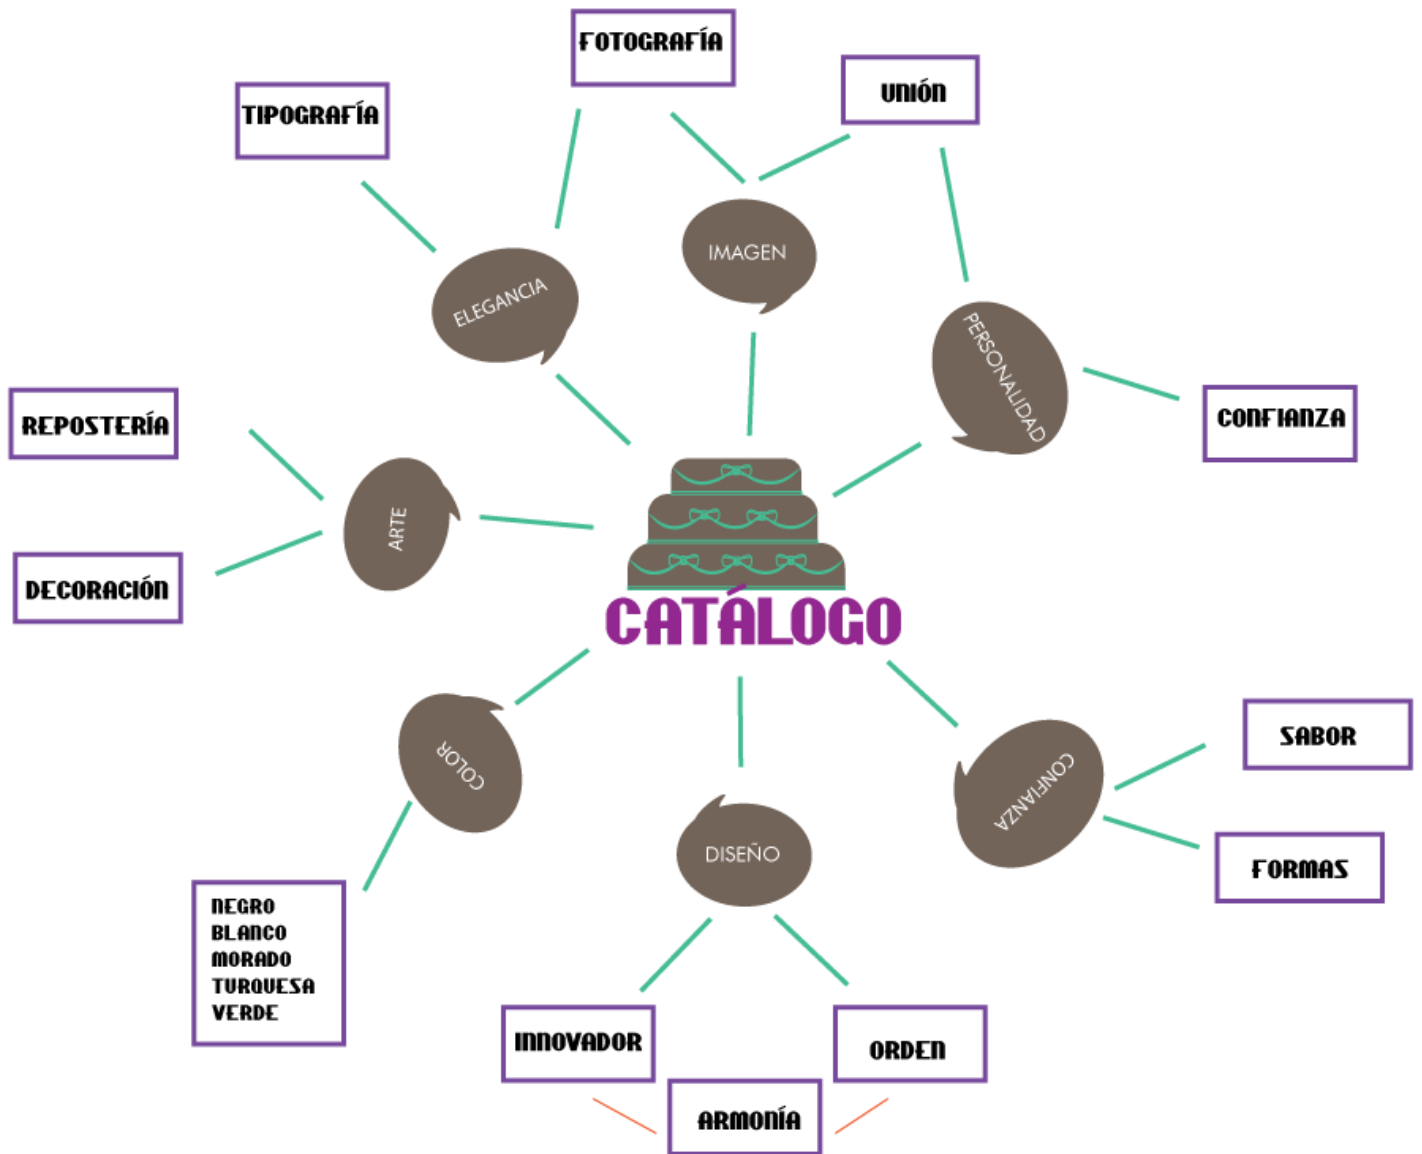 FOTOGRAFÍA
UNIÓN
TIPOGRAFÍA
IMAGEN
ELEGANCIA
PERSONALIDAD
CONFIANZA
REPOSTERÍA
ARTE
DECORACIÓN
CATÁLOGO
COLOR
SABOR
CONFIANZA
DISEÑO
FORMAS
NEGRO
BLANCO
MORADO
TURQUESA
VERDE
INNOVADOR
ORDEN
ARMONÍA